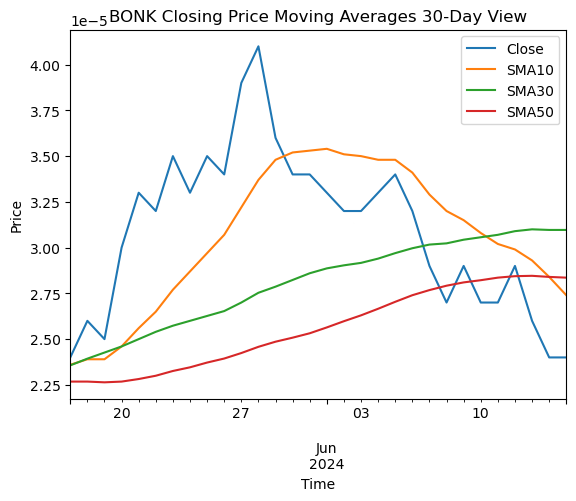 BONK Closing Price Moving Averages 30-Day View
1e−5
Close
SMA10
SMA30
SMA50
4.00
3.75
3.50
3.25
3.00
2.75
2.50
2.25
Price
20
27
03
10
Jun
2024
Time